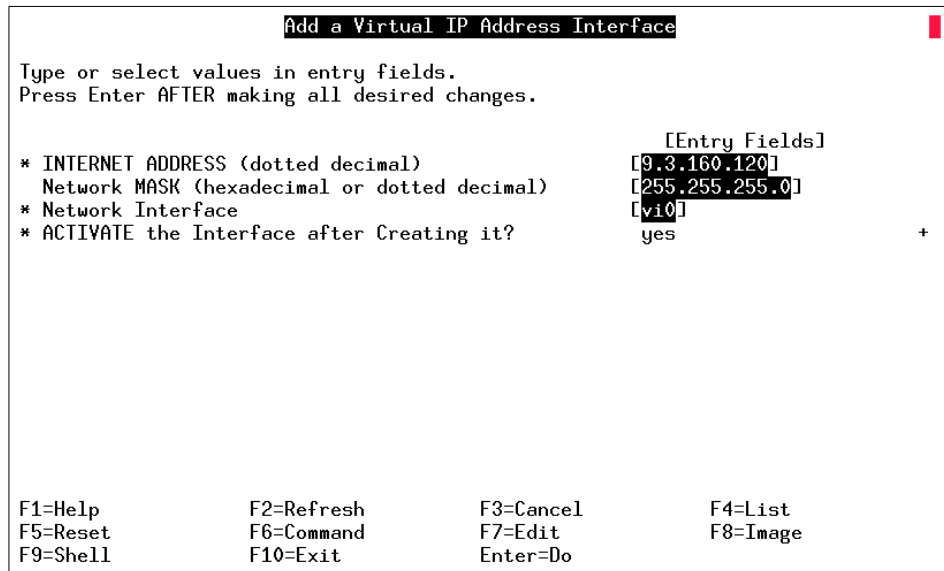 Add a Virtual IP Address Interface
Type or select values in entry fields.
Press Enter AFTER making all desired changes.
[Entry Fields]
* INTERNET ADDRESS (dotted decimal) [9.3.160.120]
Network MASK (hexadecimal or dotted decimal) [255.255.255.0]
* Network Interface [vi0]
* ACTIVATE the Interface after Creating it? yes +
F1=Help F2=Refresh F3=Cancel F4=List
F5=Reset F6=Command F7=Edit F8=Image
F9=Shell F10=Exit Enter=Do